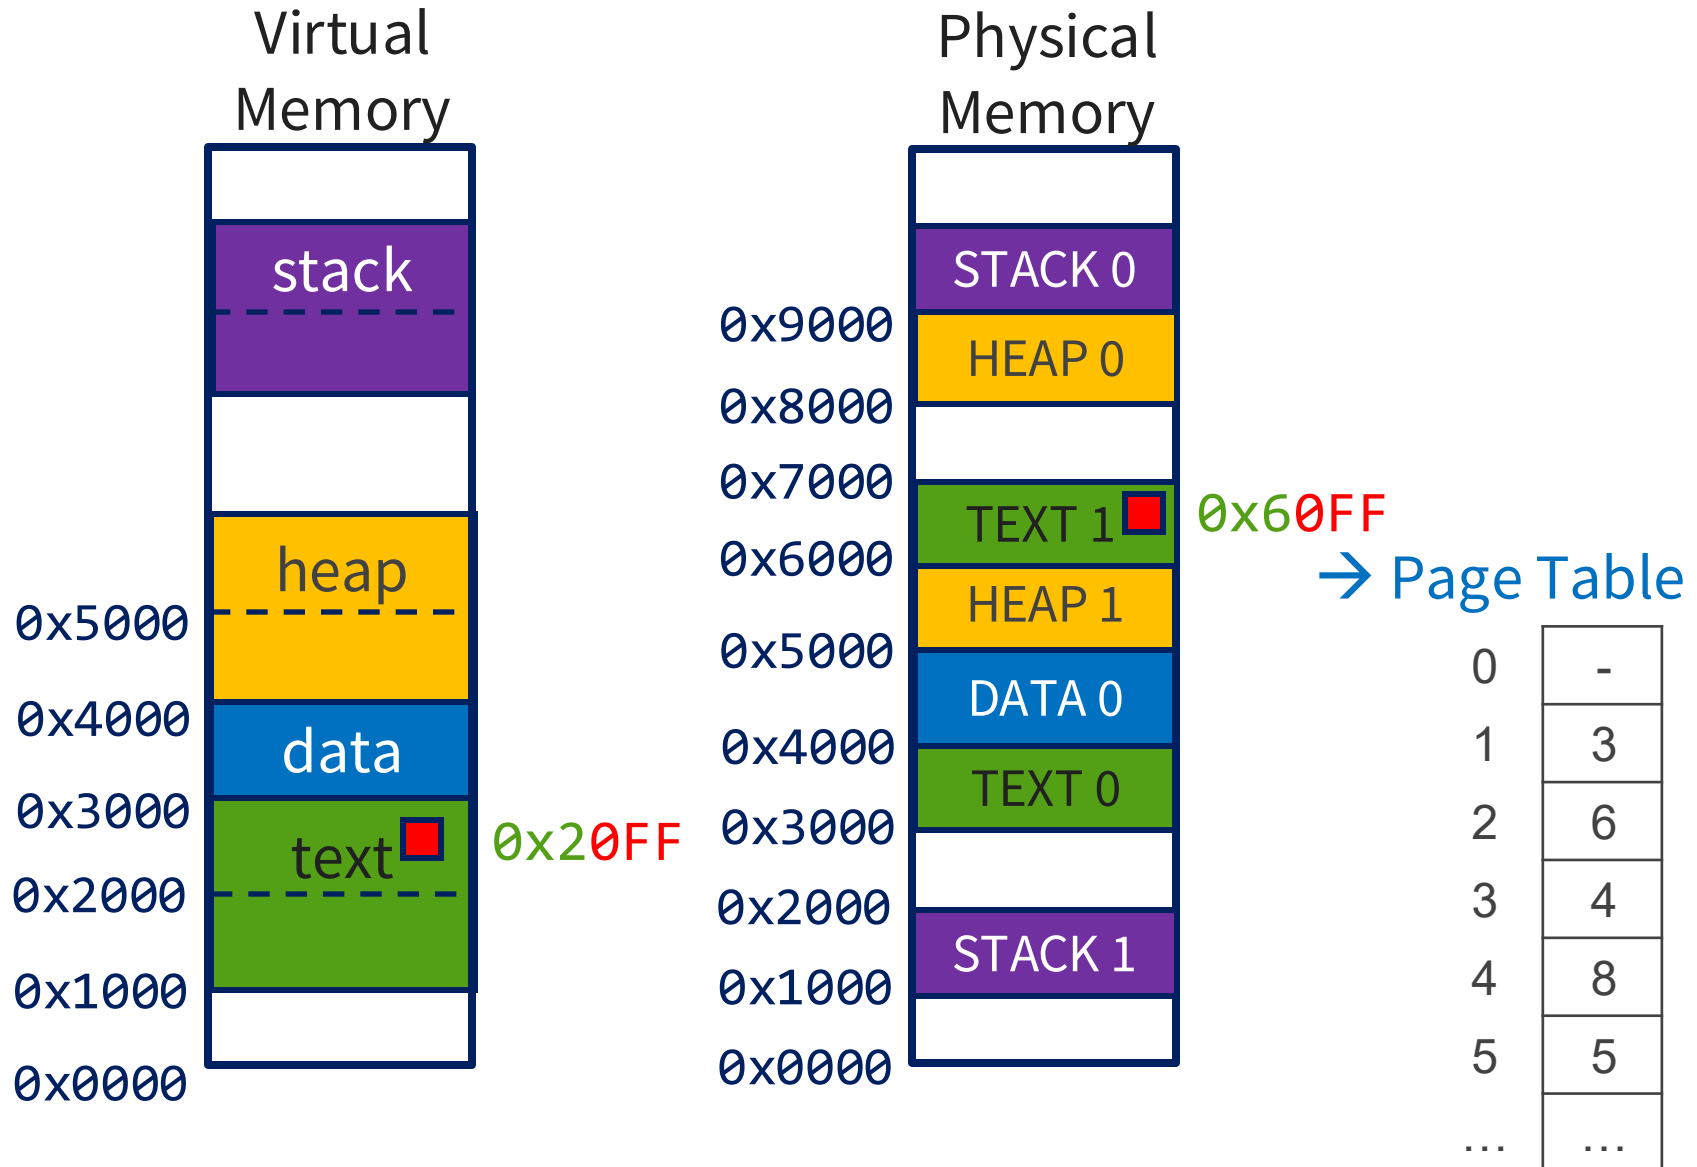 Virtual
Memory
stack
heap
0x5000
0x4000
data
0x3000
text
0x20FF
0x2000
0x1000
0x0000
Physical
Memory
STACK 0
0x9000
HEAP 0
0x8000
0x7000
TEXT 1
0x60FF
0x6000
HEAP 1
0x5000
DATA 0
0x4000
TEXT 0
0x3000
0x2000
STACK 1
0x1000
0x0000
→ Page Table
0 -
1 3
2 6
3 4
4 8
5 5
... ...